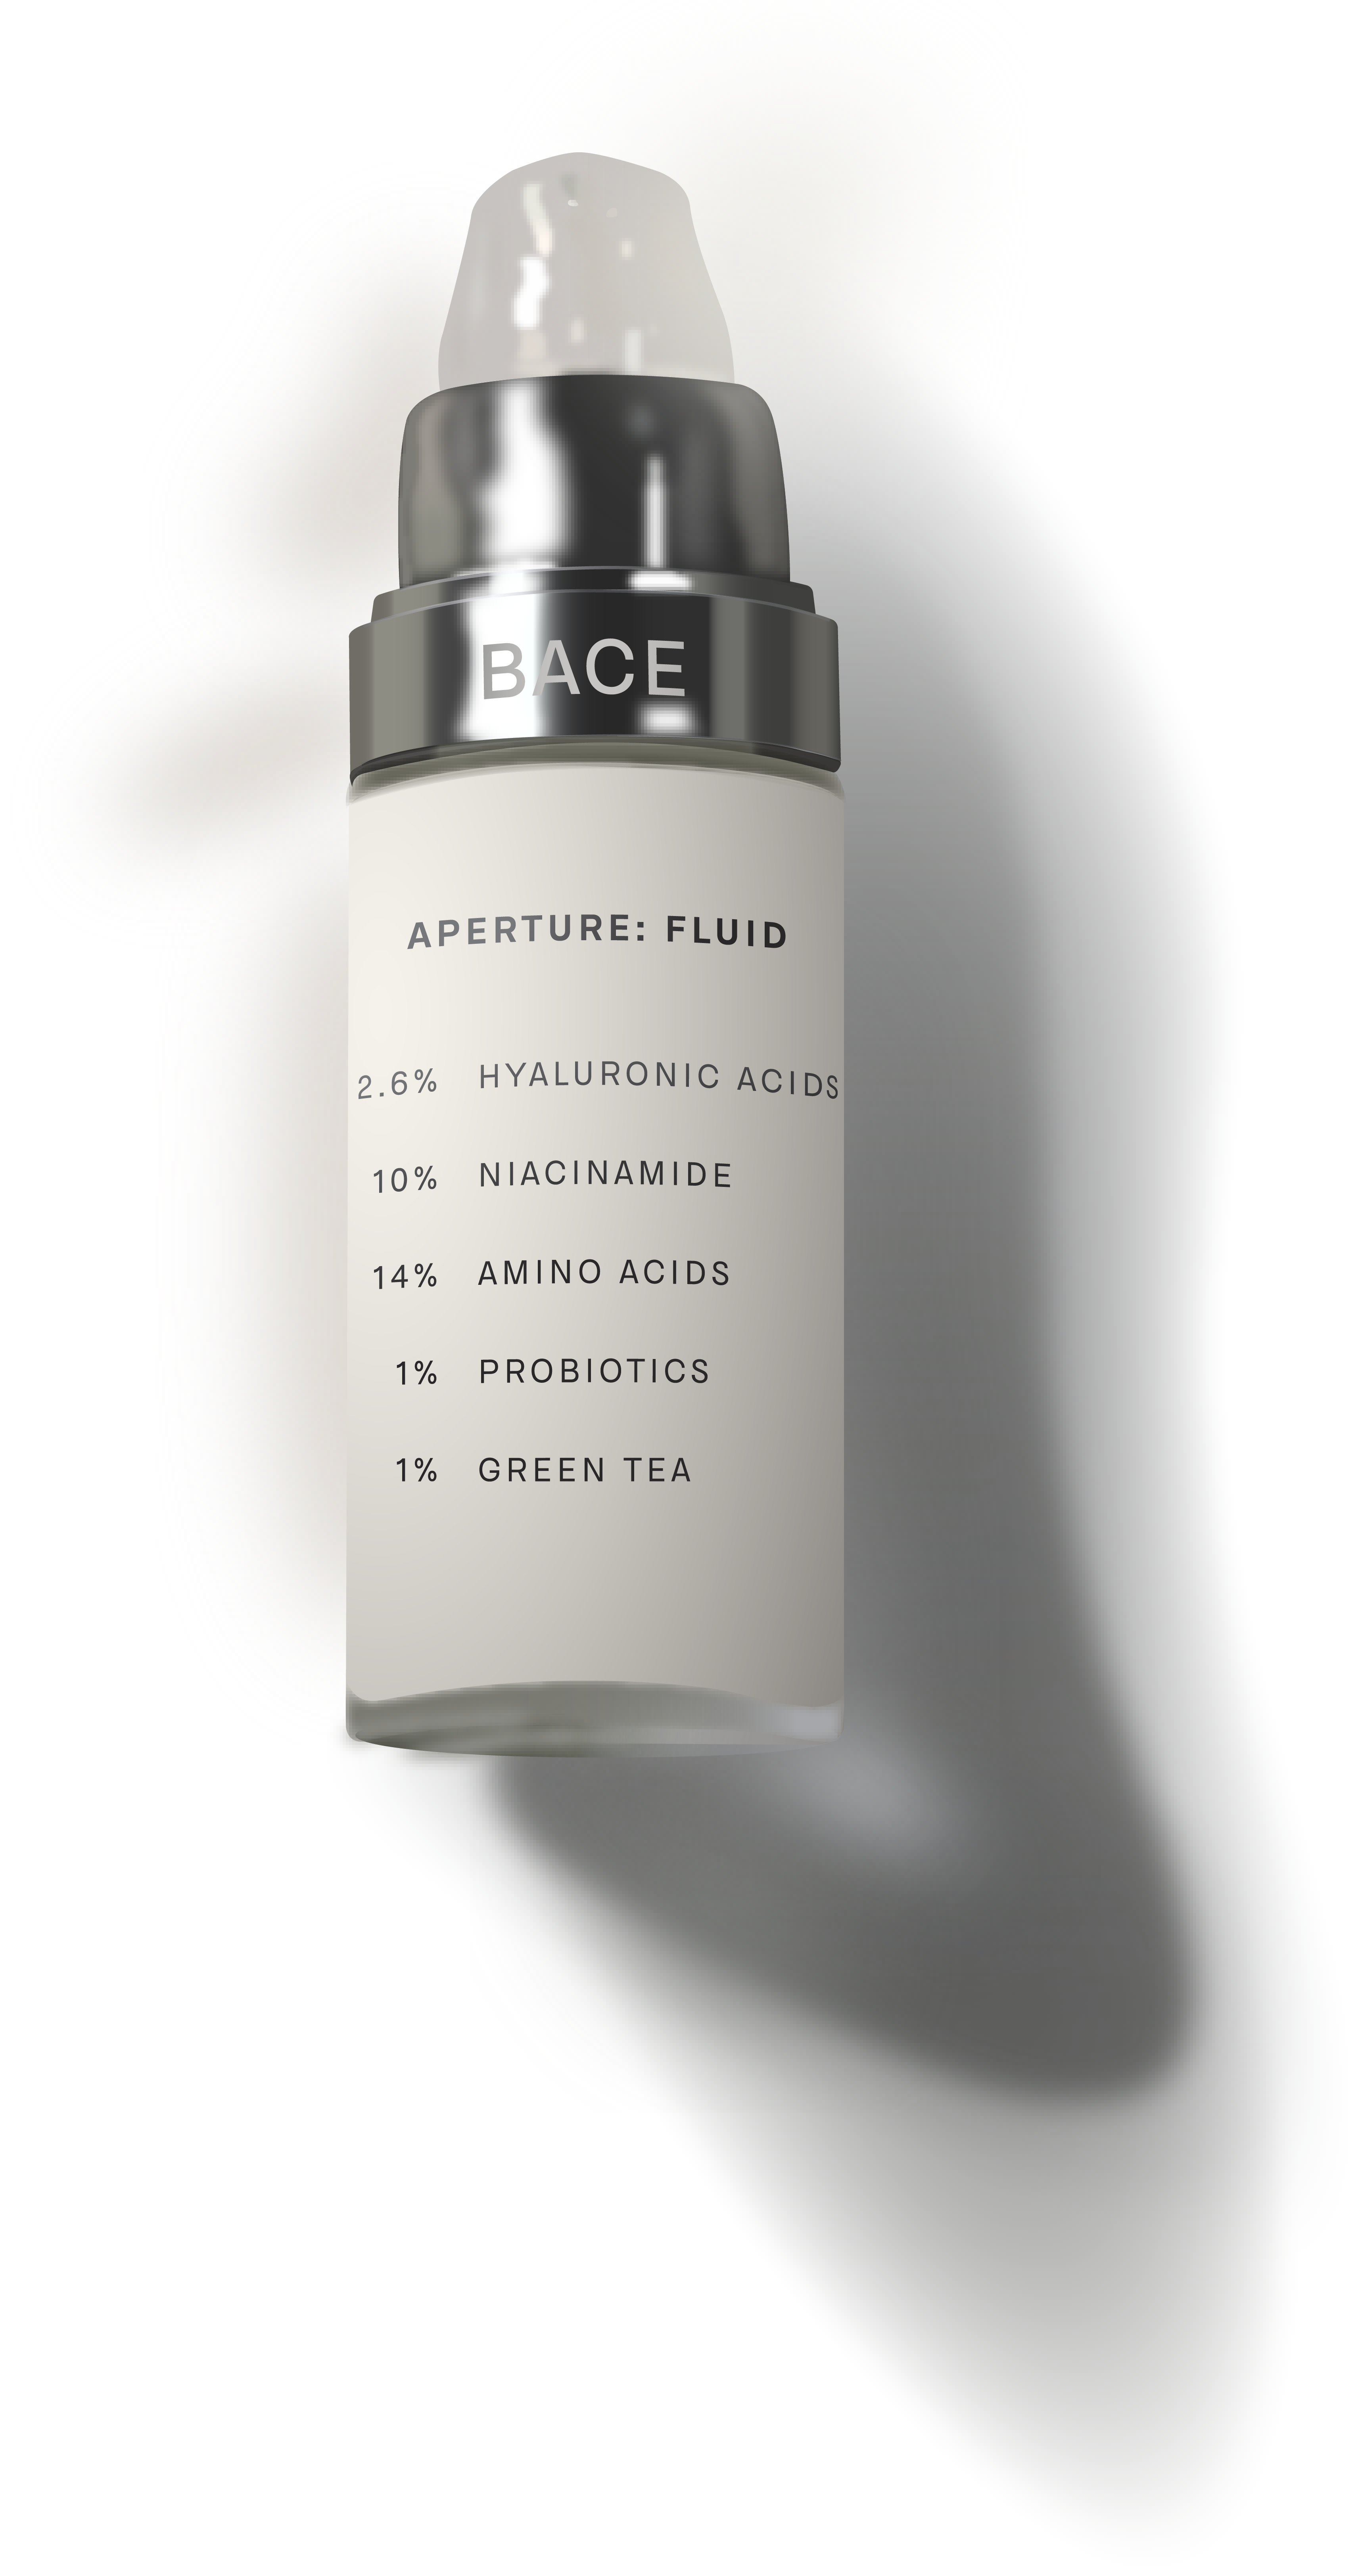 BACE
APERTURE: FLUID
2.6% HYALURONIC ACIDS
10% NIACINAMIDE
14% AMINO ACIDS
1% PROBIOTICS
1% GREEN TEA